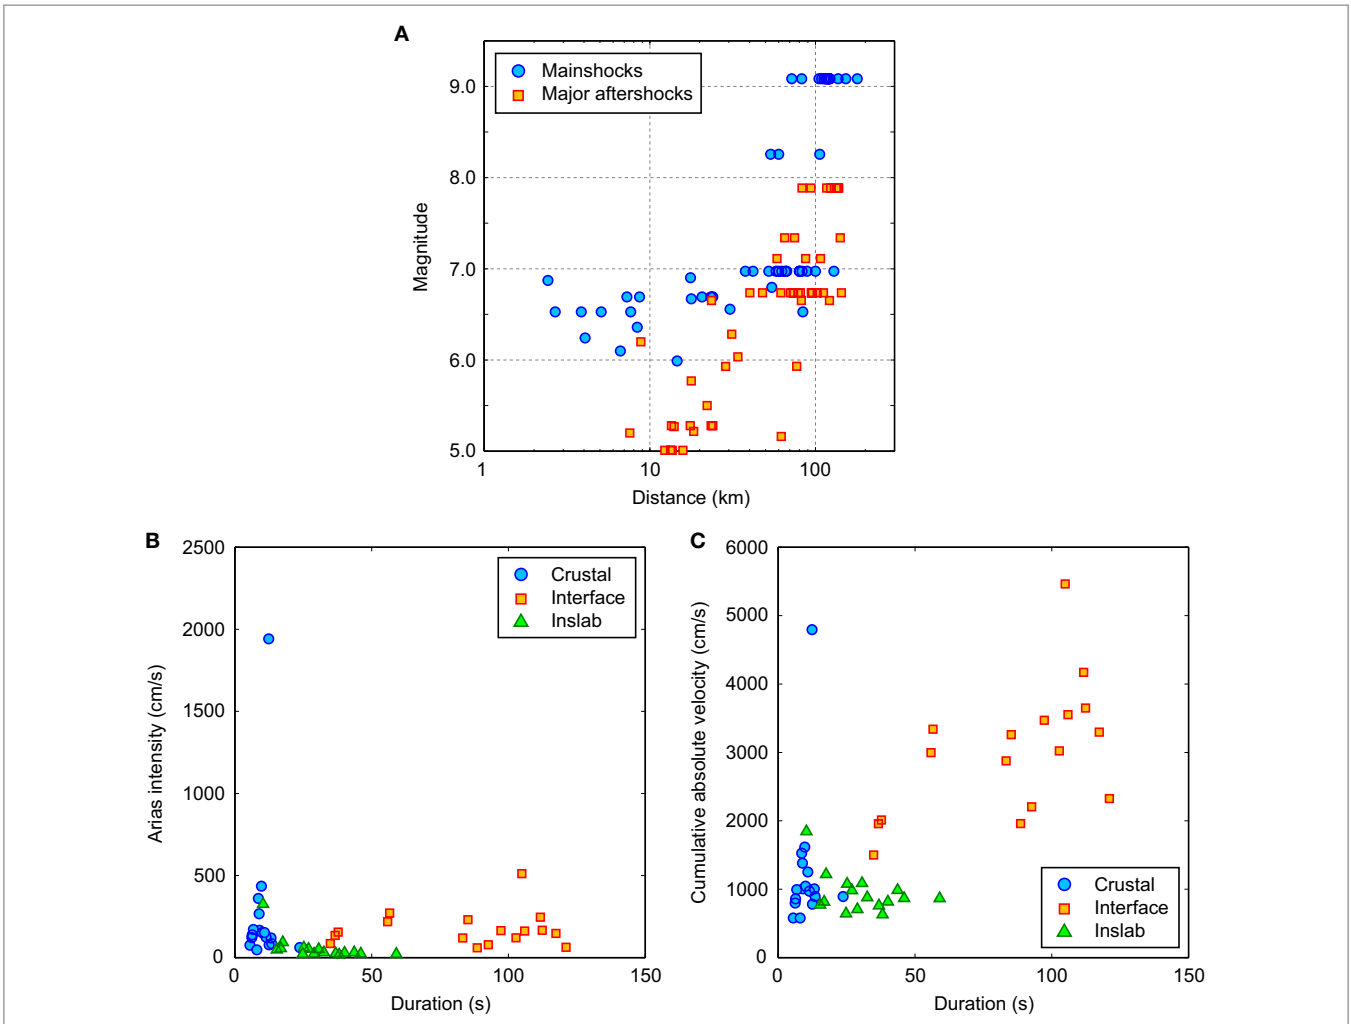 A
Mainshocks
Major aftershocks
9.0
8.0
7.0
6.0
5.0
Magnitude
1
10
100
Distance (km)
B
2500
2000
1500
1000
500
0
Arias intensity (cm/s)
Crustal
Interface
Inslab
0
50
100
150
Duration (s)
C
6000
5000
4000
3000
2000
1000
0
Cumulative absolute velocity (cm/s)
Crustal
Interface
Inslab
0
50
100
150
Duration (s)